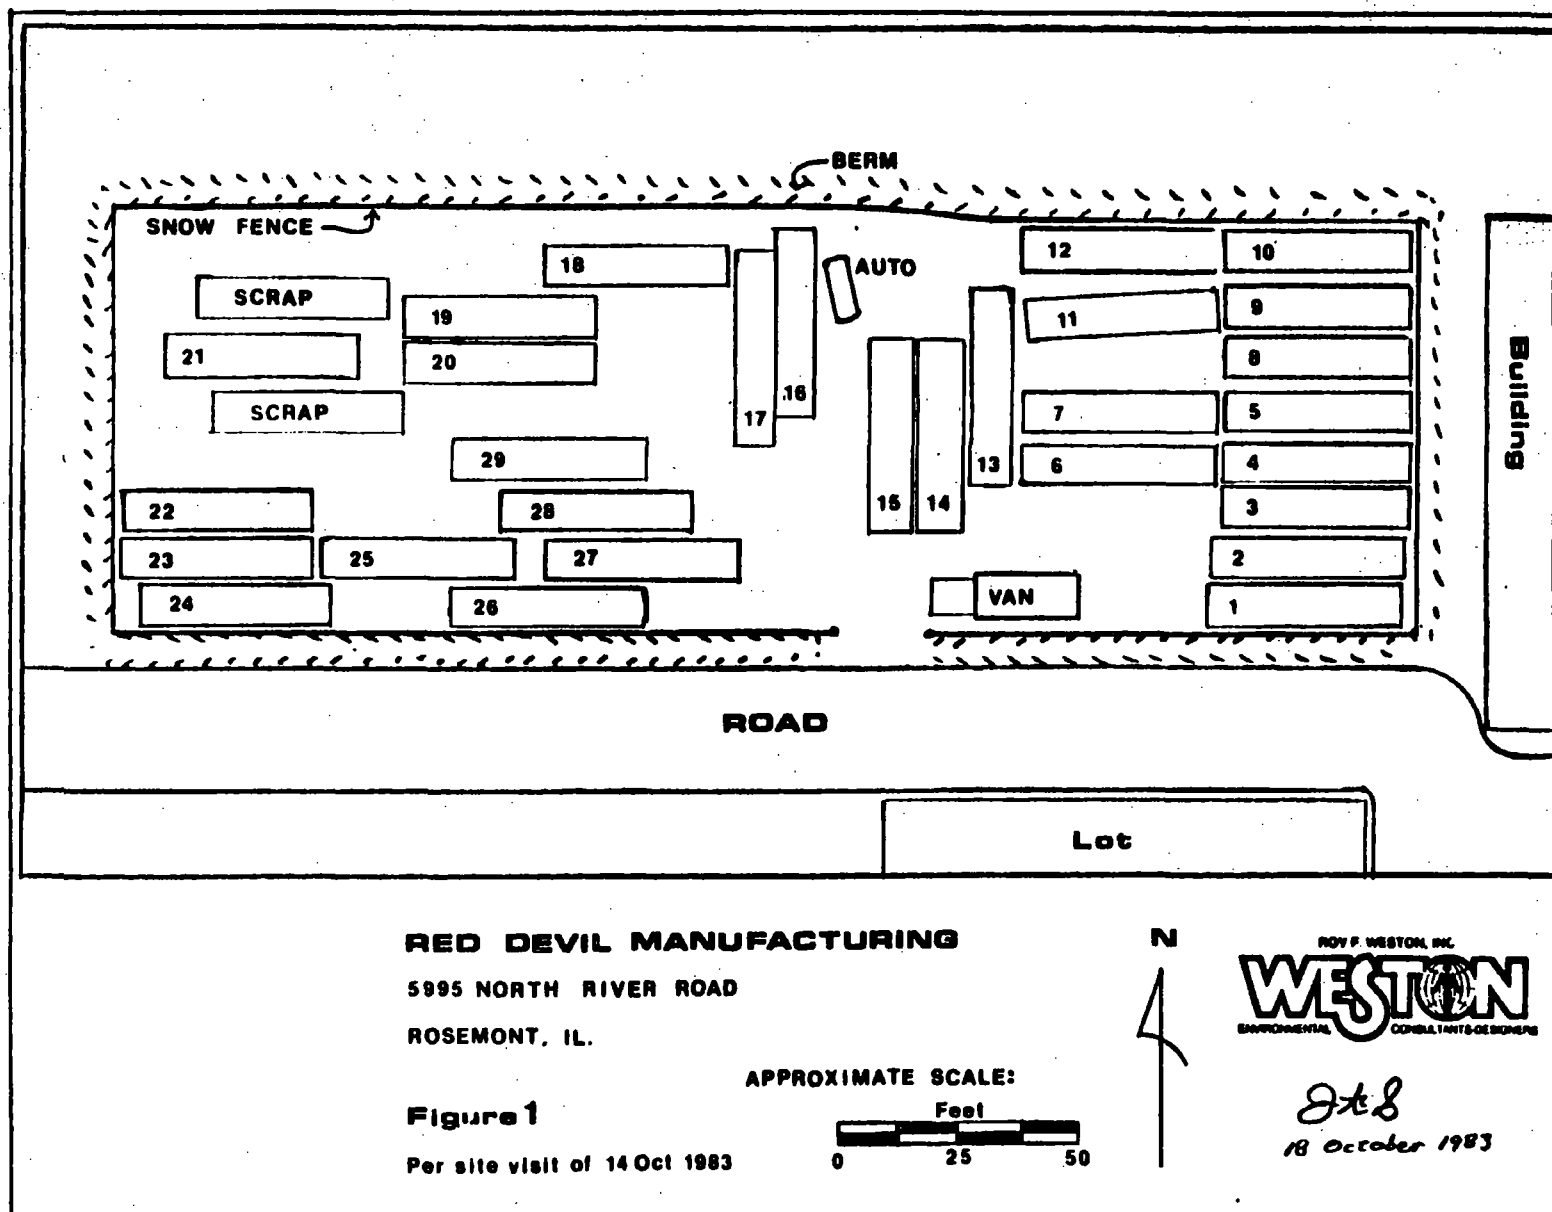 BERM
SNOW FENCE
18
AUTO
12
10
SCRAP
19
11
9
21
20
8
SCRAP
17
16
7
5
29
13
6
4
22
28
15
14
3
23
25
27
2
24
26
VAN
1
Building
ROAD
Lot
RED DEVIL MANUFACTURING
5995 NORTH RIVER ROAD
ROSEMONT, IL.
Figure 1
Per site visit of 14 Oct 1983
APPROXIMATE SCALE:
Feet
0 25 50
N
ROY F. WESTON, INC.
WESTON
ENVIRONMENTAL CONSULTANTS-DESIGNERS
18 October 1983